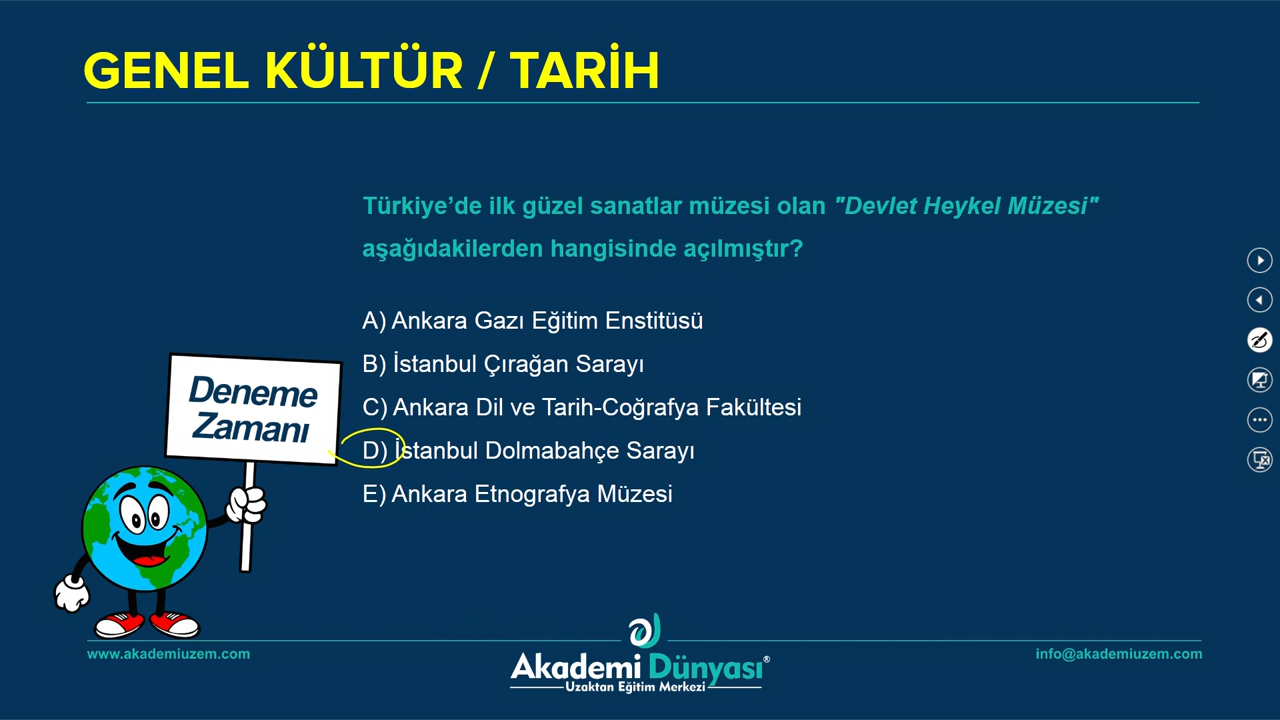 GENEL KÜLTÜR / TARİH
Türkiye’de ilk güzel sanatlar müzesi olan "Devlet Heykel Müzesi"
aşağıdakilerden hangisinde açılmıştır?
A) Ankara Gazı Eğitim Enstitüsü
B) İstanbul Çırağan Sarayı
C) Ankara Dil ve Tarih-Coğrafya Fakültesi
D) İstanbul Dolmabahçe Sarayı
E) Ankara Etnografya Müzesi
Deneme
Zamanı
www.akademiuzem.com
Akademi Dünyası®
Uzaktan Eğitim Merkezi
info@akademiuzem.com